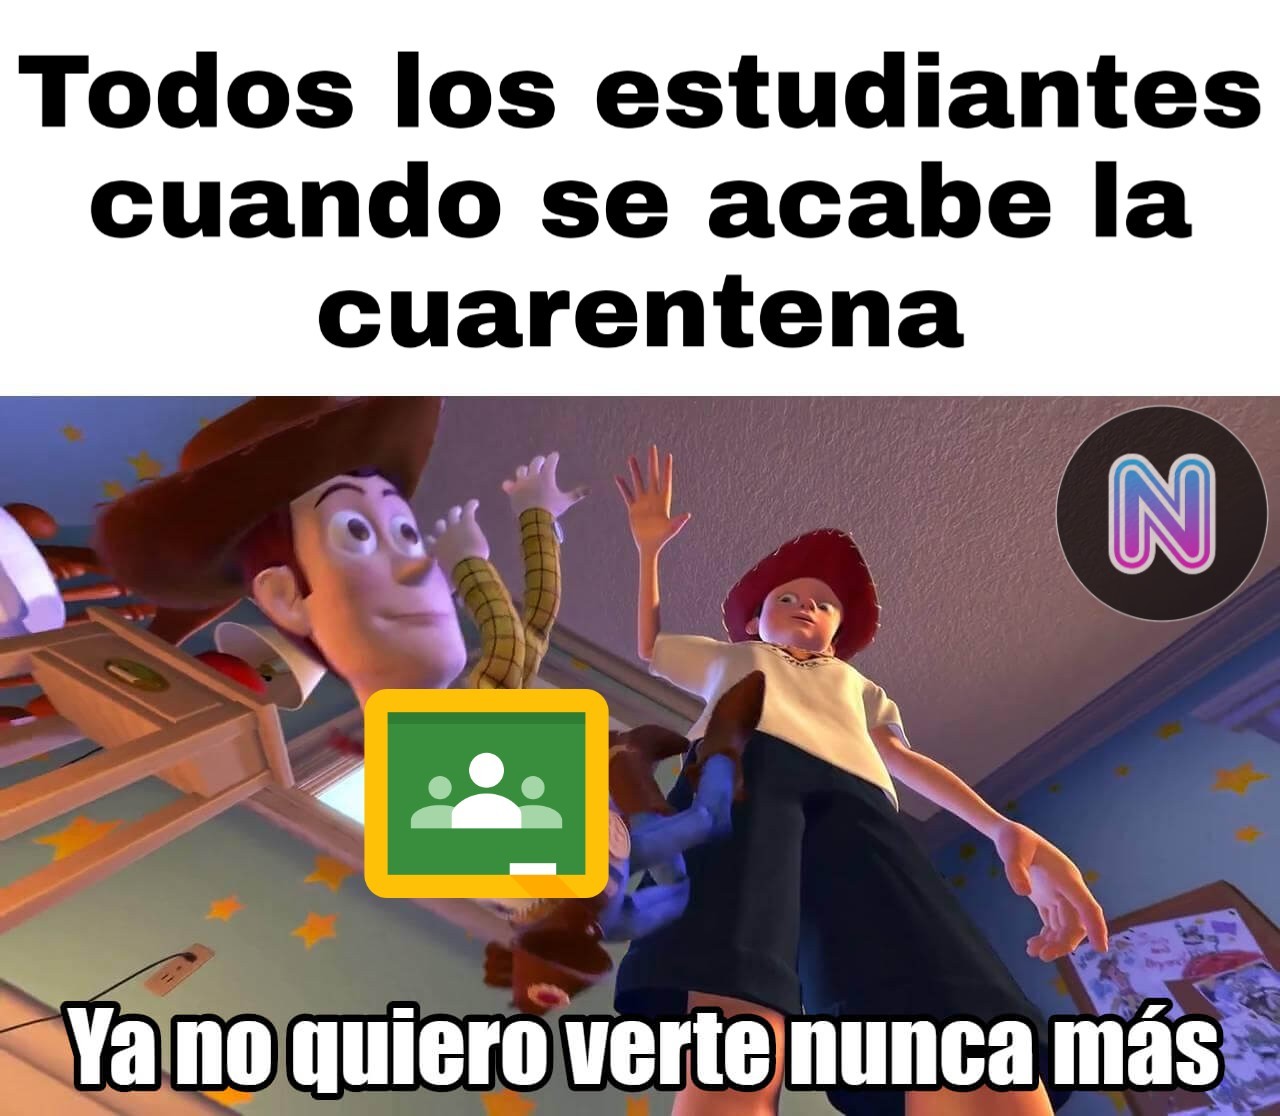 Todos los estudiantes
cuando se acabe la
cuarentena
N
Ya no quiero verte nunca más